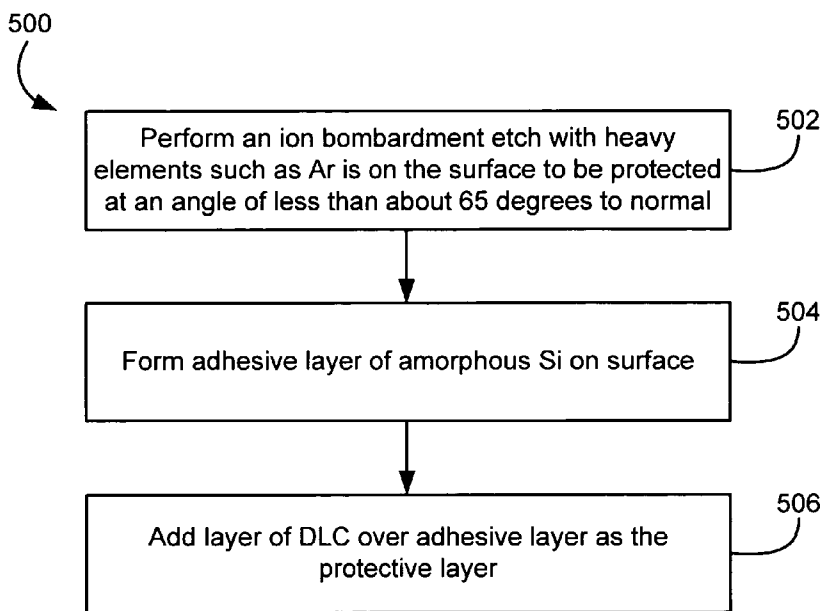 500
Perform an ion bombardment etch with heavy
elements such as Ar is on the surface to be protected
at an angle of less than about 65 degrees to normal
502
Form adhesive layer of amorphous Si on surface
504
Add layer of DLC over adhesive layer as the
protective layer
506